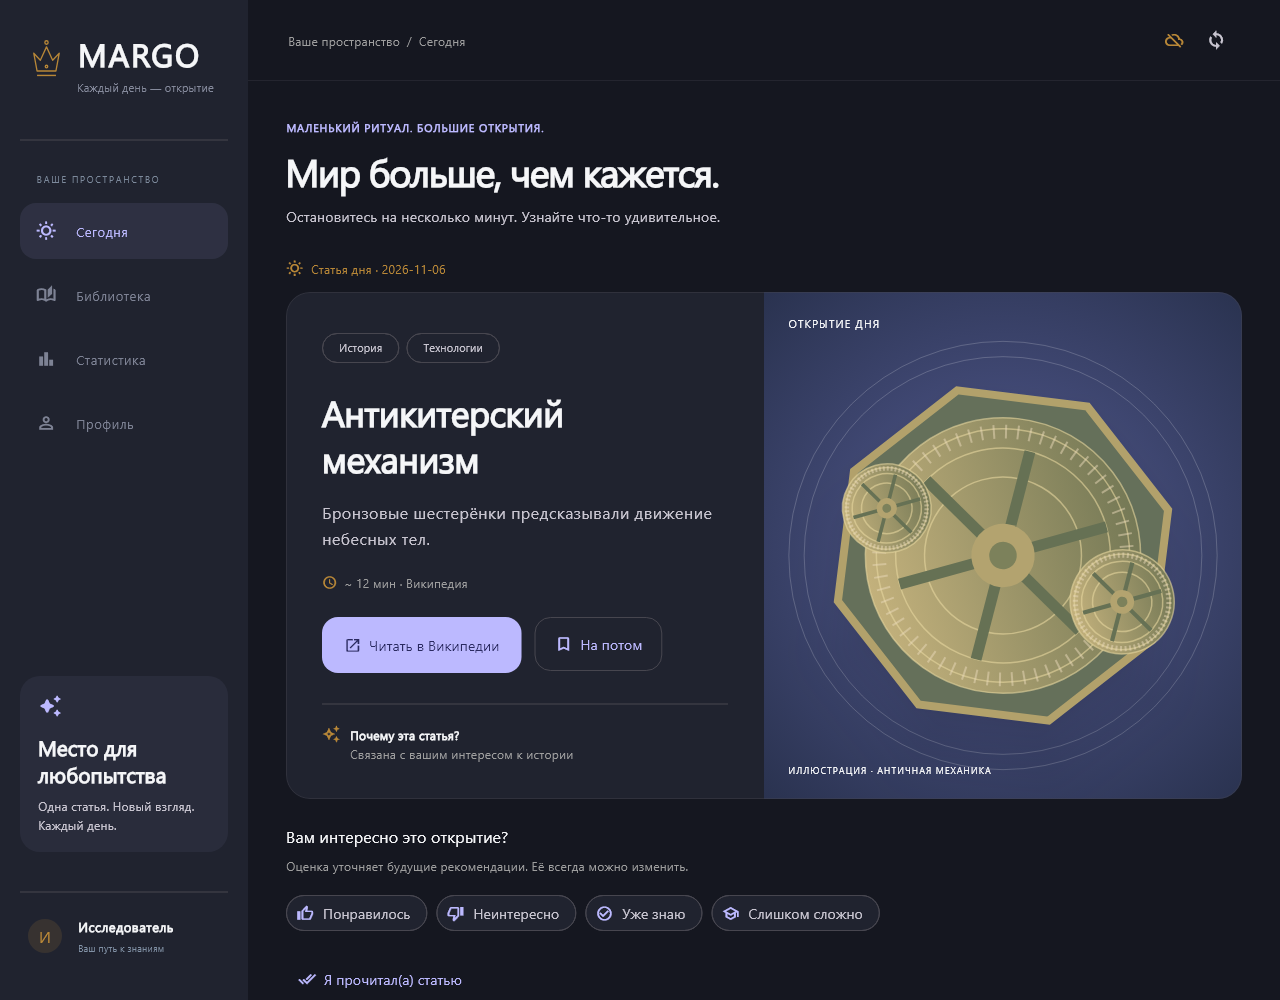 MARGO
Каждый день — открытие
ВАШЕ ПРОСТРАНСТВО
Сегодня
Библиотека
Статистика
Профиль
Место для
любопытства
Одна статья. Новый взгляд.
Каждый день.
И
Исследователь
Ваш путь к знаниям
Ваше пространство / Сегодня
МАЛЕНЬКИЙ РИТУАЛ. БОЛЬШИЕ ОТКРЫТИЯ.
Мир больше, чем кажется.
Остановитесь на несколько минут. Узнайте что-то удивительное.
Статья дня · 2026-11-06
История
Технологии
Антикитерский
механизм
Бронзовые шестерёнки предсказывали движение
небесных тел.
~ 12 мин · Википедия
Читать в Википедии
На потом
Почему эта статья?
Связана с вашим интересом к истории
ОТКРЫТИЕ ДНЯ
ИЛЛЮСТРАЦИЯ · АНТИЧНАЯ МЕХАНИКА
Вам интересно это открытие?
Оценка уточняет будущие рекомендации. Её всегда можно изменить.
Понравилось
Неинтересно
Уже знаю
Слишком сложно
Я прочитал(а) статью